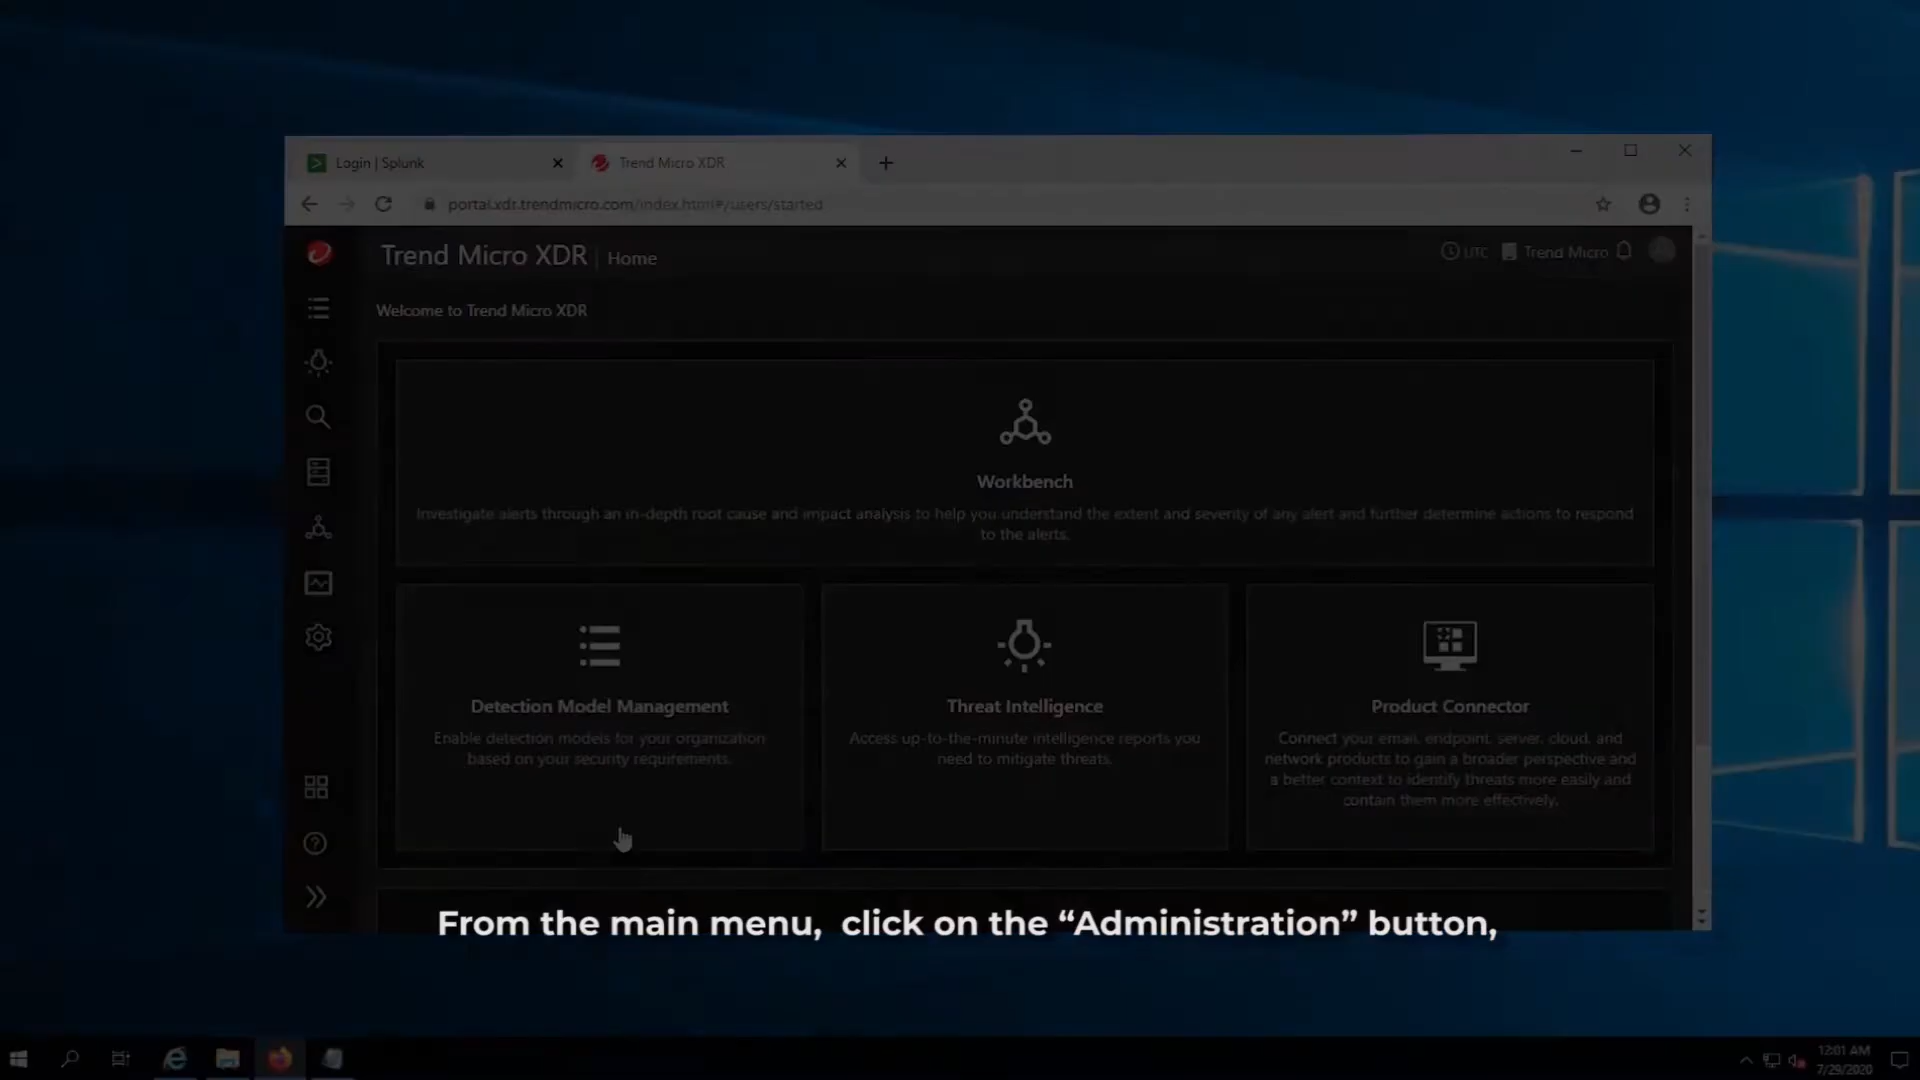 Login | Splunk
Trend Micro XDR
portal.xdr.trendmicro.com/index.html#/users/started
Trend Micro XDR | Home
UTC
Trend Micro
Welcome to Trend Micro XDR
Workbench
Investigate alerts through an in-depth root cause and impact analysis to help you understand the extent and severity of any alert and further determine actions to respond
to the alerts.
Detection Model Management
Enable detection models for your organization
based on your security requirements.
Threat Intelligence
Access up-to-the-minute intelligence reports you
need to mitigate threats.
Product Connector
Connect your email, endpoint, server, cloud, and
network products to gain a broader perspective and
a better context to identify threats more easily and
contain them more effectively.
From the main menu, click on the “Administration” button,
12:01 AM
7/29/2020